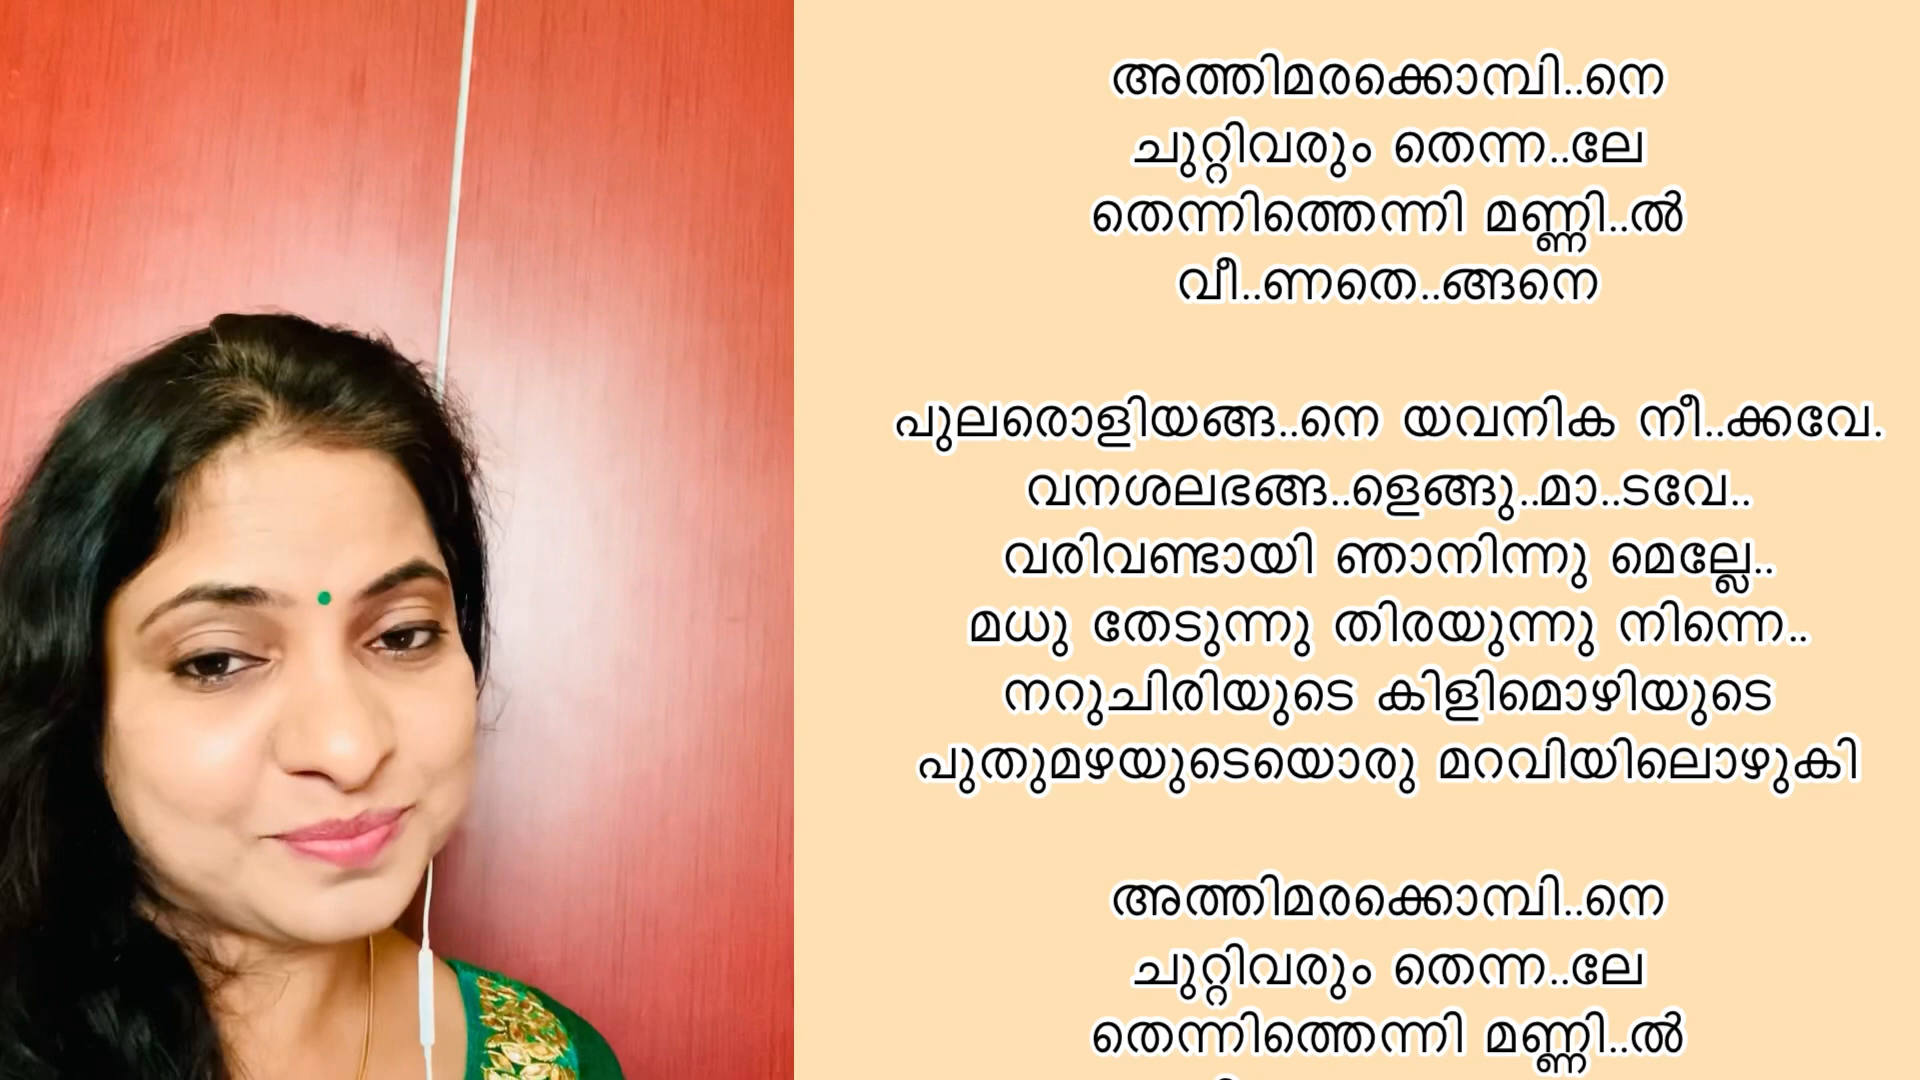 അത്തിമരക്കൊമ്പി..നെ
ചുറ്റിവരും തെന്ന..ലേ
തെന്നിത്തെന്നി മണ്ണി..ൽ
വീ..ണതെ..ങ്ങനെ
പുലരൊളിയങ്ങ..നെ യവനിക നീ..ക്കവേ.
വനശലഭങ്ങ..ളെങ്ങു..മാ..ടവേ..
വരിവണ്ടായി ഞാനിന്നു മെല്ലേ..
മധു തേടുന്നു തിരയുന്നു നിന്നെ..
നറുചിരിയുടെ കിളിമൊഴിയുടെ
പുതുമഴയുടെയൊരു മറവിയിലൊഴുകി
അത്തിമരക്കൊമ്പി..നെ
ചുറ്റിവരും തെന്ന..ലേ
തെന്നിത്തെന്നി മണ്ണി..ൽ